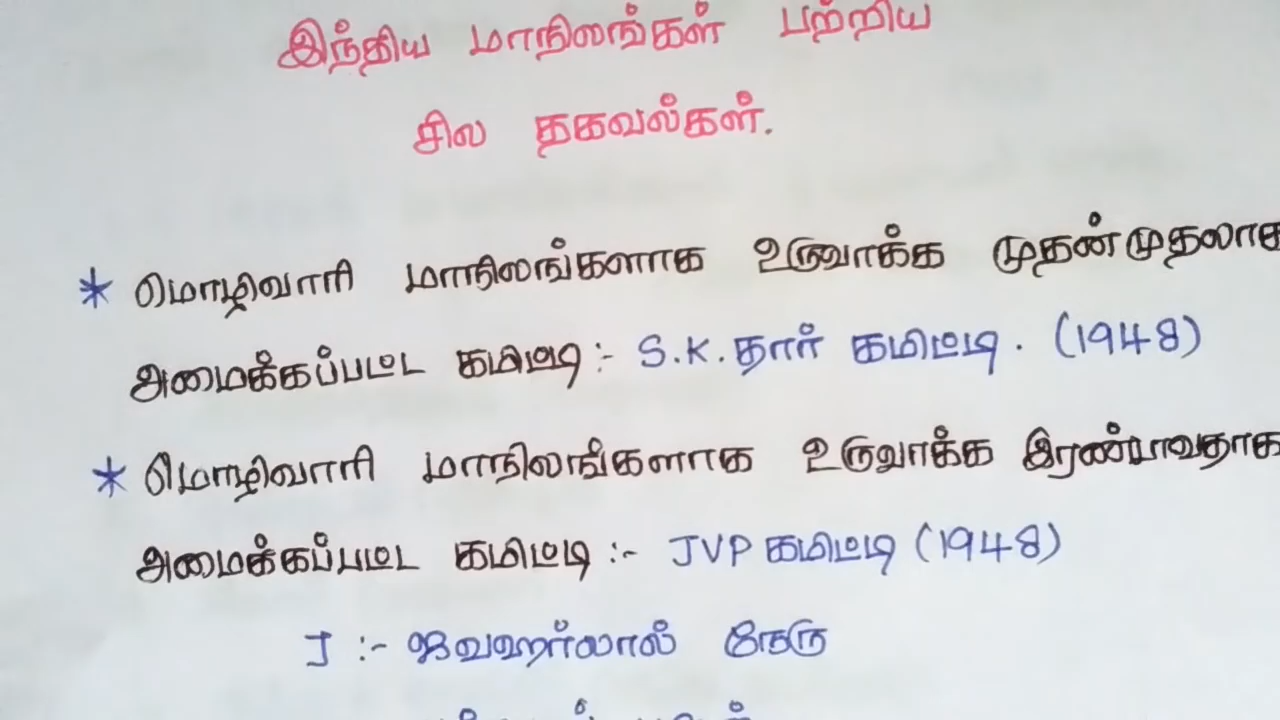 இந்திய மாநிலங்கள் பற்றிய
சில தகவல்கள்.
* மொழிவாரி மாநிலங்களாக உருவாக்க முதன்முதலாக
அமைக்கப்பட்ட கமிட்டி :- S.K. தார் கமிட்டி. (1948)
* மொழிவாரி மாநிலங்களாக உருவாக்க இரண்டாவதாக
அமைக்கப்பட்ட கமிட்டி :- JVP கமிட்டி (1948)
J :- ஜவஹர்லால் நேரு